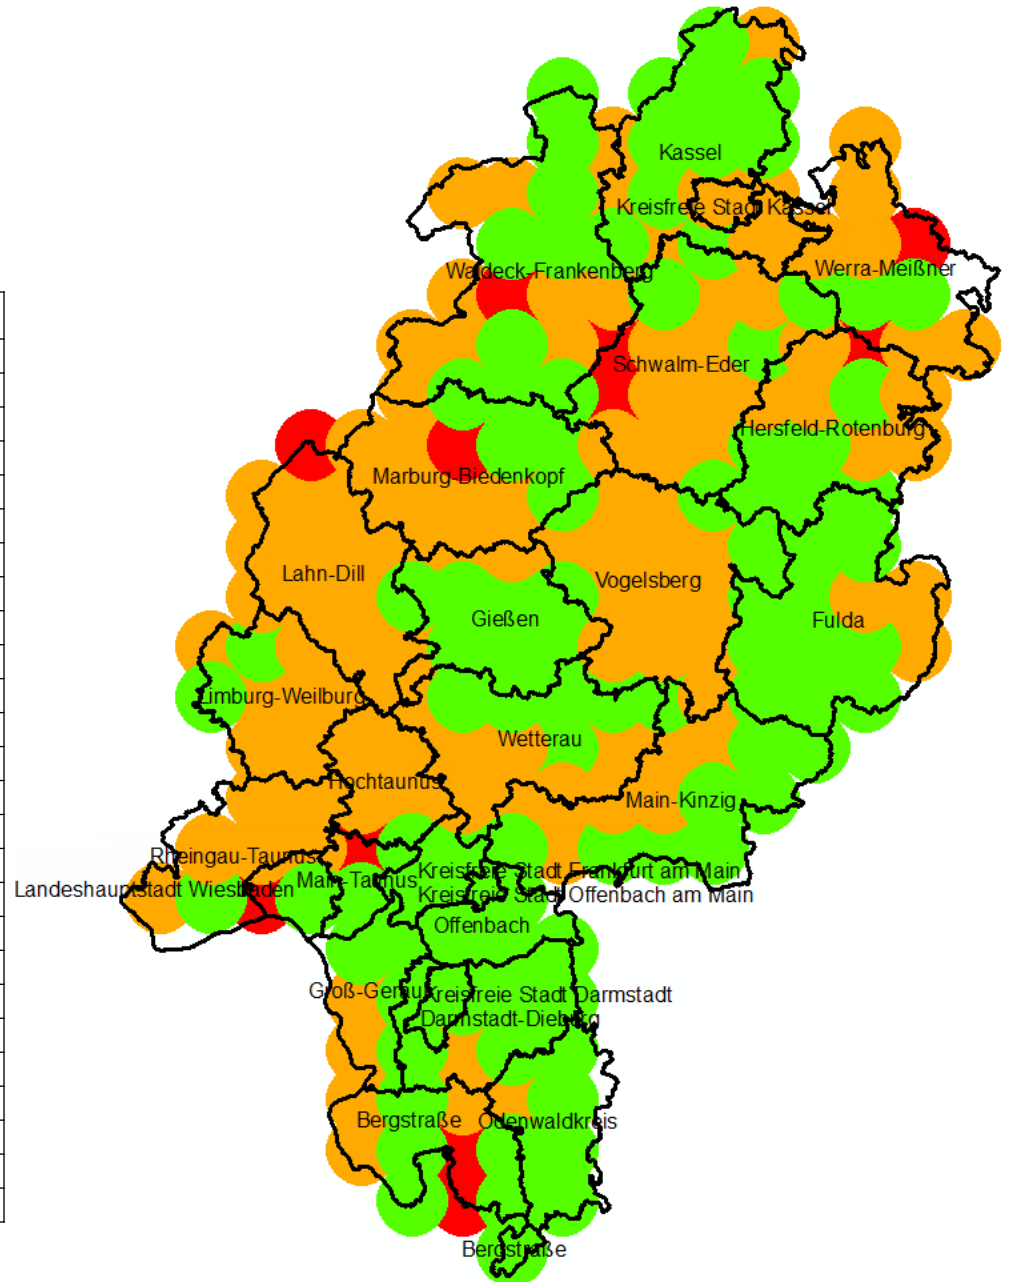 Kassel
Kreisfreie Stadt Kassel
Waldeck-Frankenberg
Werra-Meißner
Schwalm-Eder
Hersfeld-Rotenburg
Marburg-Biedenkopf
Lahn-Dill
Vogelsberg
Gießen
Fulda
Limburg-Weilburg
Wetterau
Hochtaunus
Main-Kinzig
Rheingau-Taunus
Kreisfreie Stadt Frankfurt am Main
Main-Taunus
Landeshauptstadt Wiesbaden
Kreisfreie Stadt Offenbach am Main
Offenbach
Groß-Gerau
Kreisfreie Stadt Darmstadt
Darmstadt-Dieburg
Bergstraße
Odenwaldkreis
Bergstraße